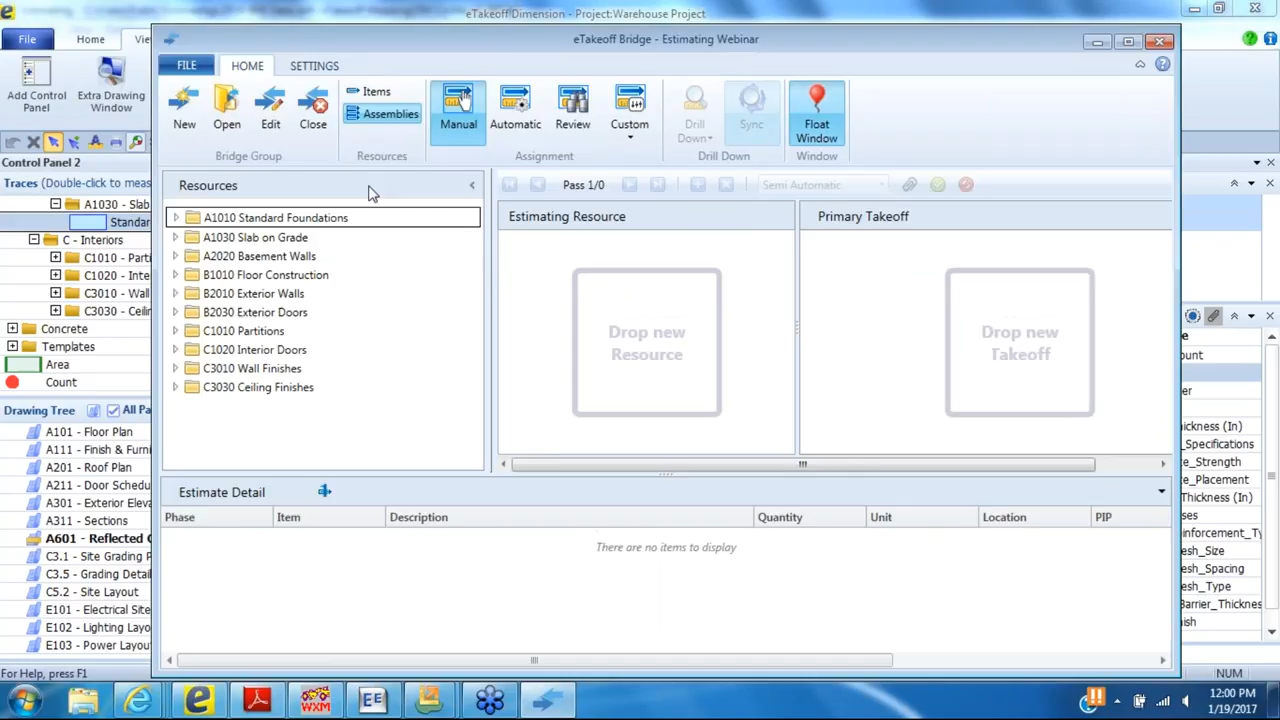 eTakeoff Dimension - Project:Warehouse Project
File
Home
Add Control
Panel
Extra Drawing
Window
eTakeoff Bridge - Estimating Webinar
FILE
HOME
SETTINGS
New
Open
Edit
Close
Bridge Group
Items
Assemblies
Resources
Manual
Automatic
Review
Custom
Assignment
Drill
Down
Sync
Drill Down
Float
Window
Window
Control Panel 2
Traces (Double-click to meas
A1030 - Slab
Standar
C - Interiors
C1010 - Parti
C1020 - Inte
C3010 - Wal
C3030 - Ceil
Concrete
Templates
Area
Count
Drawing Tree
All Pa
A101 - Floor Plan
A111 - Finish & Furni
A201 - Roof Plan
A211 - Door Schedu
A301 - Exterior Eleva
A311 - Sections
A601 - Reflected C
C3.1 - Site Grading P
C3.5 - Grading Detail
C5.2 - Site Layout
E101 - Electrical Site
E102 - Lighting Layo
E103 - Power Layou
Resources
A1010 Standard Foundations
A1030 Slab on Grade
A2020 Basement Walls
B1010 Floor Construction
B2010 Exterior Walls
B2030 Exterior Doors
C1010 Partitions
C1020 Interior Doors
C3010 Wall Finishes
C3030 Ceiling Finishes
Pass 1/0
Semi Automatic
Estimating Resource
Primary Takeoff
Drop new
Resource
Drop new
Takeoff
Estimate Detail
Phase
Item
Description
Quantity
Unit
Location
PIP
There are no items to display
ount
er
ickness (In)
_Specifications
e_Strength
e_Placement
Thickness (In)
ses
inforcement_Ty
esh_Size
esh_Spacing
esh_Type
Barrier_Thicknes
nish
For Help, press F1
NUM
WXM
EE
12:00 PM
1/19/2017